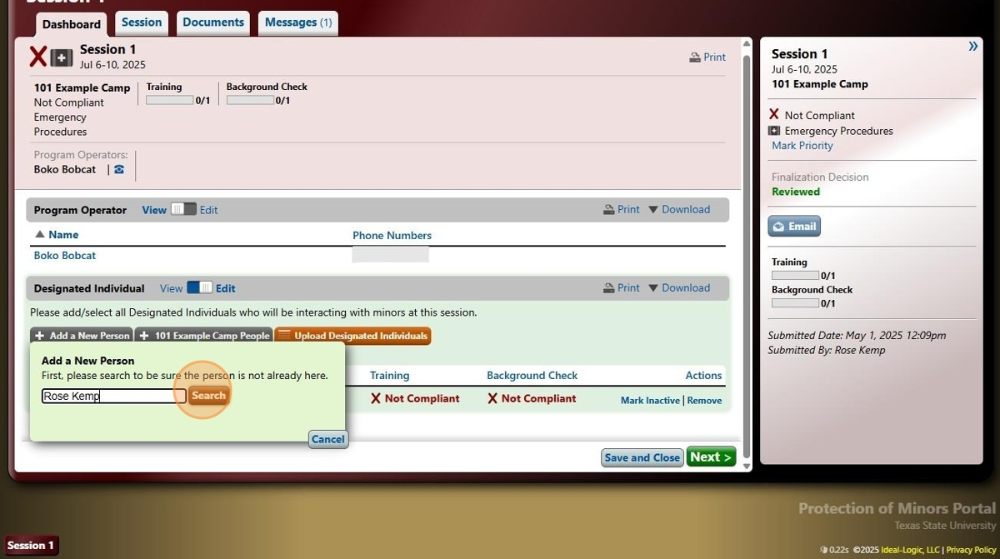 Dashboard
Session
Documents
Messages (1)
Session 1
Jul 6-10, 2025
Print
101 Example Camp
Not Compliant
Emergency
Procedures
Training
0/1
Background Check
0/1
Program Operators:
Boko Bobcat |
Program Operator View Edit Print Download
Name Phone Numbers
Boko Bobcat
Designated Individual View Edit Print Download
Please add/select all Designated Individuals who will be interacting with minors at this session.
+ Add a New Person + 101 Example Camp People Upload Designated Individuals
Add a New Person
First, please search to be sure the person is not already here.
Rose Kemp Search
Cancel
Training Background Check Actions
Not Compliant Not Compliant Mark Inactive | Remove
Save and Close Next >
»
Session 1
Jul 6-10, 2025
101 Example Camp
Not Compliant
Emergency Procedures
Mark Priority
Finalization Decision
Reviewed
Email
Training
0/1
Background Check
0/1
Submitted Date: May 1, 2025 12:09pm
Submitted By: Rose Kemp
Protection of Minors Portal
Texas State University
Session 1
0.22s ©2025 Ideal-Logic, LLC | Privacy Policy